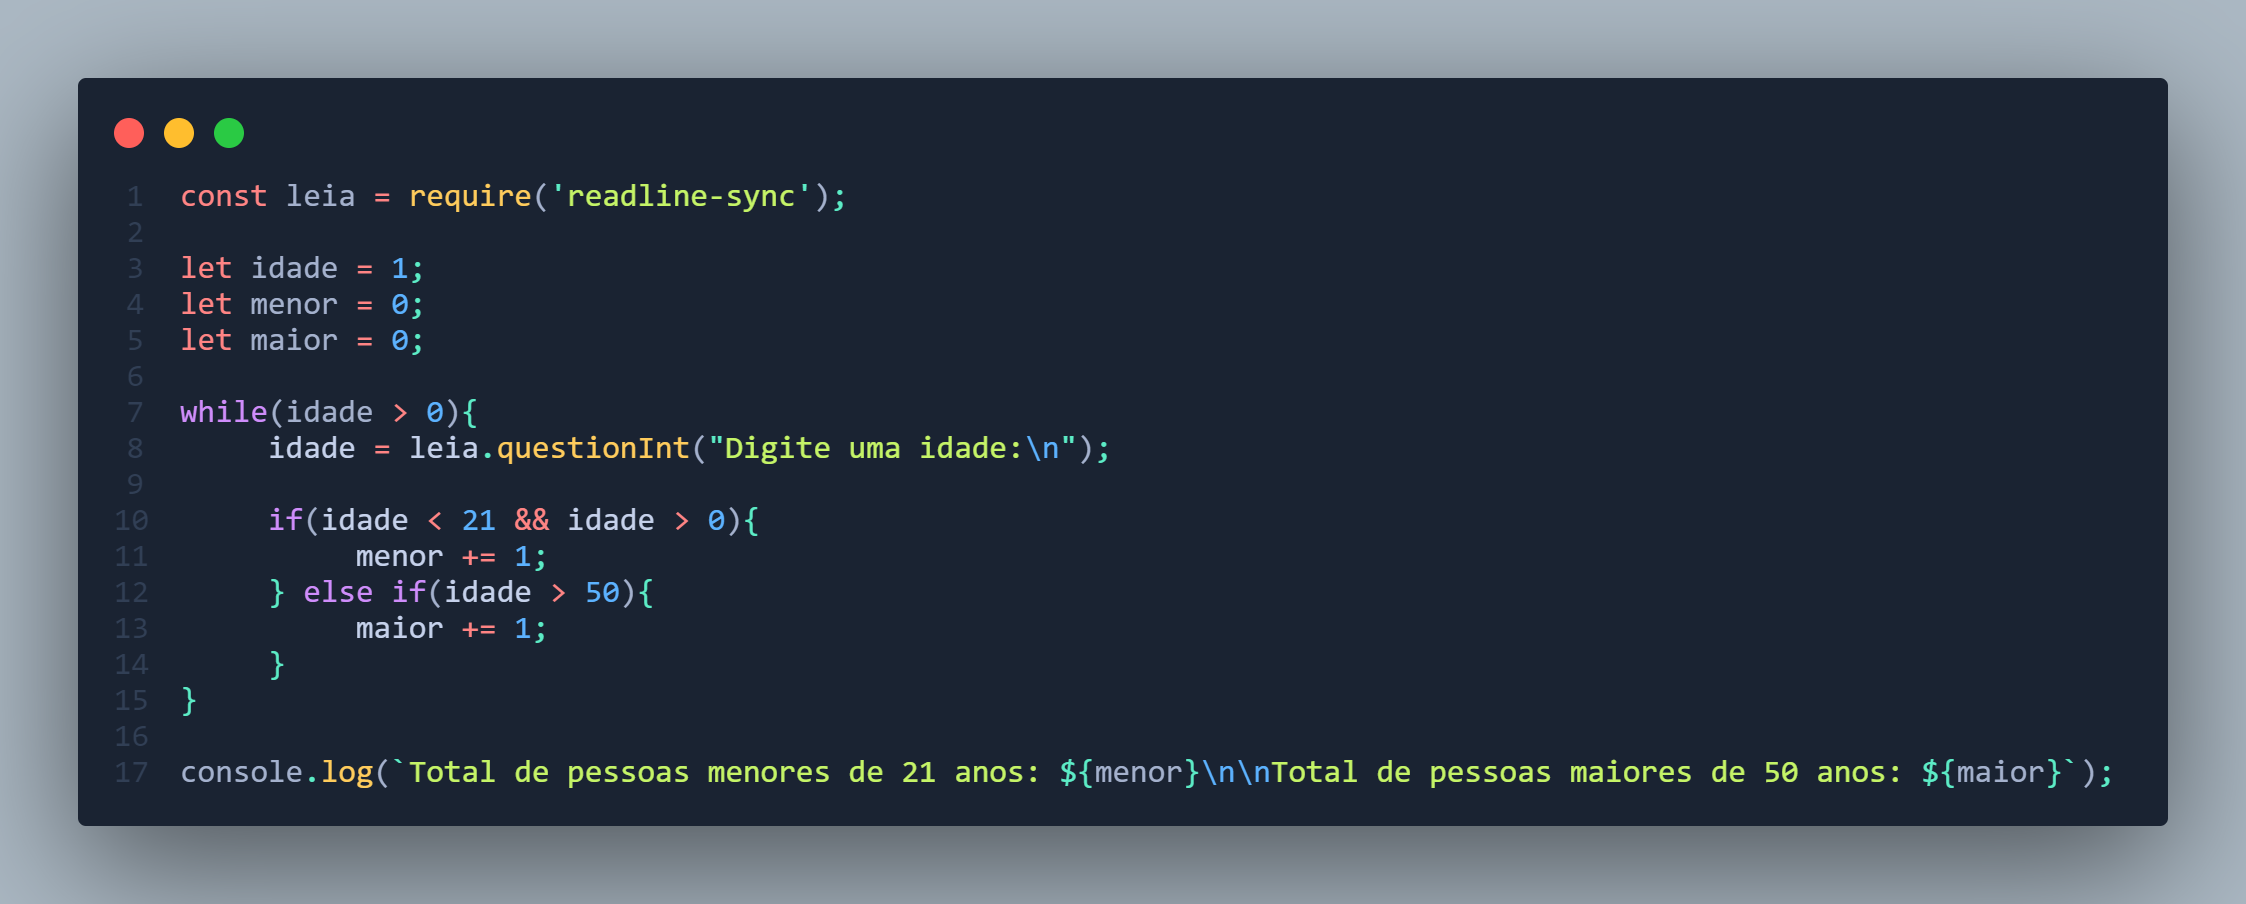 1 const leia = require('readline-sync');
2
3 let idade = 1;
4 let menor = 0;
5 let maior = 0;
6
7 while(idade > 0){
8 idade = leia.questionInt("Digite uma idade:\n");
9
10 if(idade < 21 && idade > 0){
11 menor += 1;
12 } else if(idade > 50){
13 maior += 1;
14 }
15 }
16
17 console.log(`Total de pessoas menores de 21 anos: ${menor}\n\nTotal de pessoas maiores de 50 anos: ${maior}`);